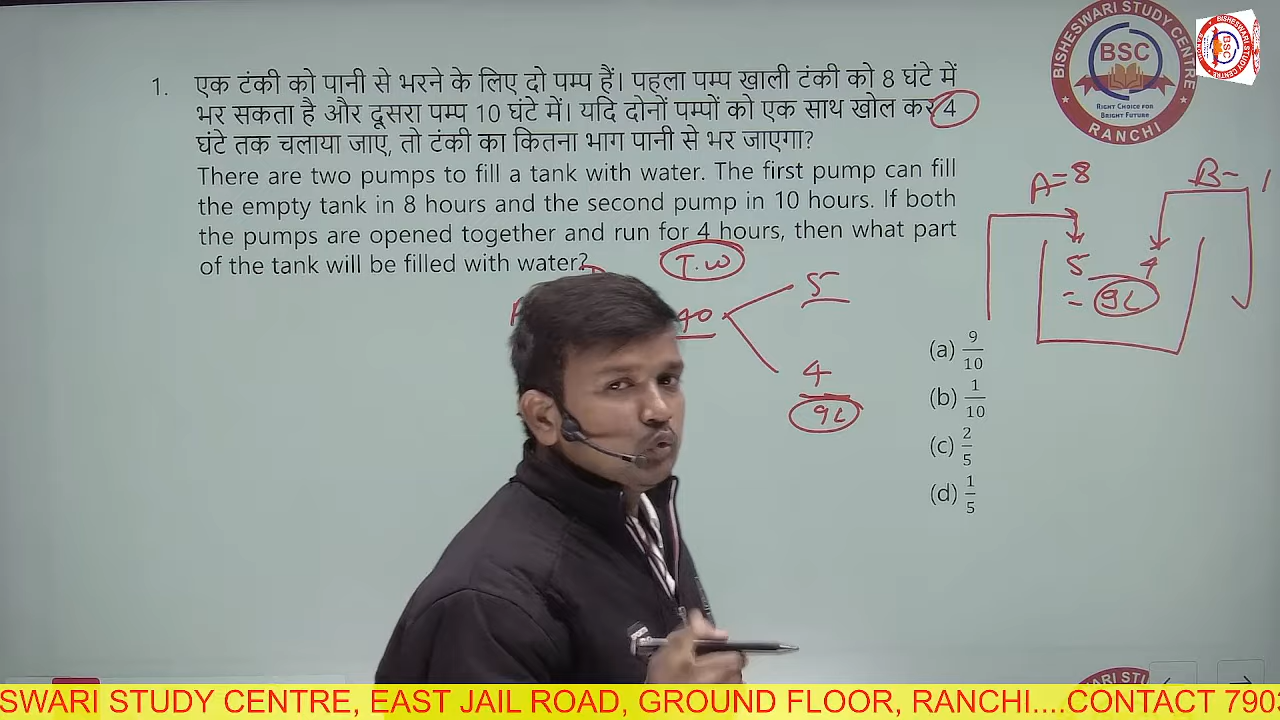 1. एक टंकी को पानी से भरने के लिए दो पम्प हैं। पहला पम्प खाली टंकी को 8 घंटे में
भर सकता है और दूसरा पम्प 10 घंटे में। यदि दोनों पम्पों को एक साथ खोल कर 4
घंटे तक चलाया जाए, तो टंकी का कितना भाग पानी से भर जाएगा?
There are two pumps to fill a tank with water. The first pump can fill
the empty tank in 8 hours and the second pump in 10 hours. If both
the pumps are opened together and run for 4 hours, then what part
of the tank will be filled with water?
T.W
40
5
4
9L
A=8
B-1
5 4
= 9L
(a) 9/10
(b) 1/10
(c) 2/5
(d) 1/5
BISHESWARI STUDY CENTRE
BSC
RIGHT CHOICE for
BRIGHT FUTURE
RANCHI
SWARI STUDY CENTRE, EAST JAIL ROAD, GROUND FLOOR, RANCHI....CONTACT 790